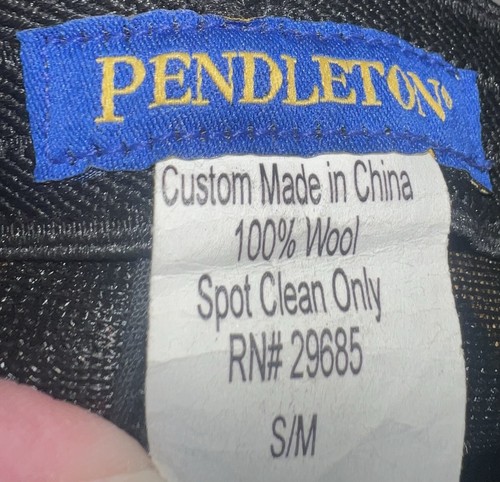 PENDLETON®
Custom Made in China
100% Wool
Spot Clean Only
RN# 29685
S/M